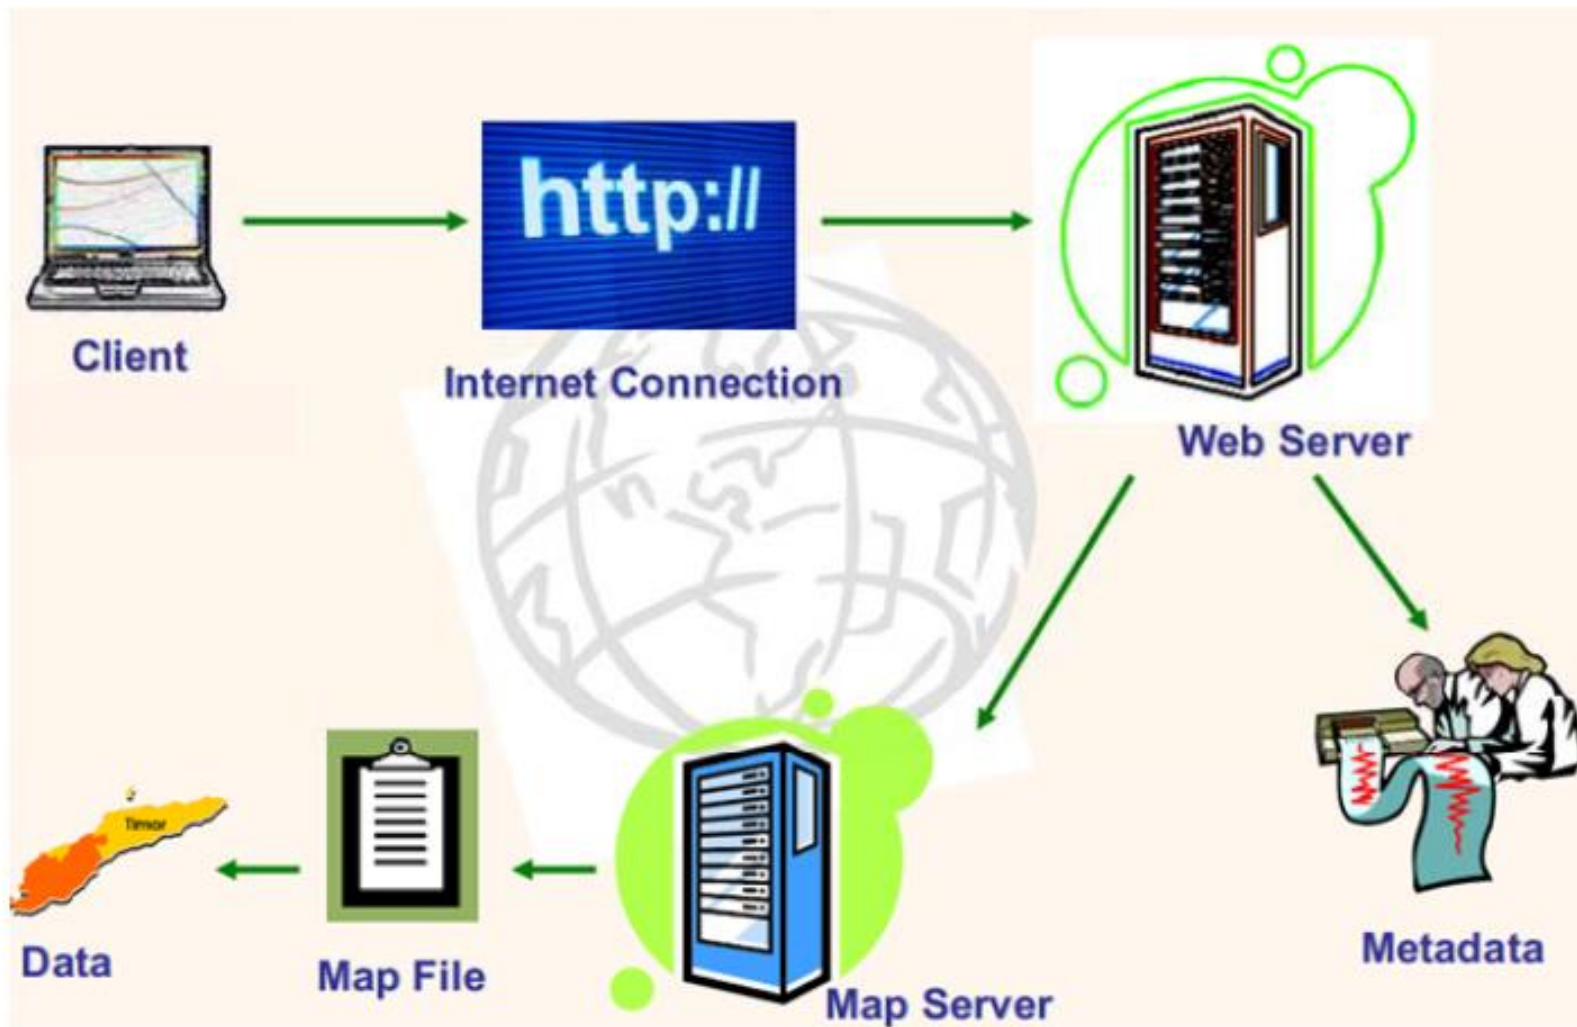 http://
Client
Internet Connection
Web Server
Timor
Data
Map File
Map Server
Metadata